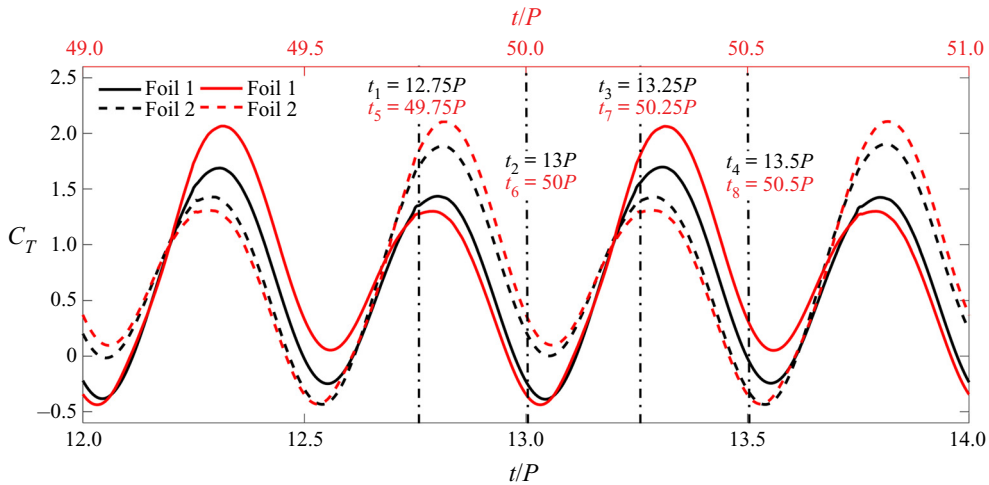 t/P
49.0 49.5 50.0 50.5 51.0
2.5
2.0
1.5
1.0
0.5
0
−0.5
C_T
Foil 1 Foil 1
Foil 2 Foil 2
t₁ = 12.75P
t₅ = 49.75P
t₂ = 13P
t₆ = 50P
t₃ = 13.25P
t₇ = 50.25P
t₄ = 13.5P
t₈ = 50.5P
12.0 12.5 13.0 13.5 14.0
t/P